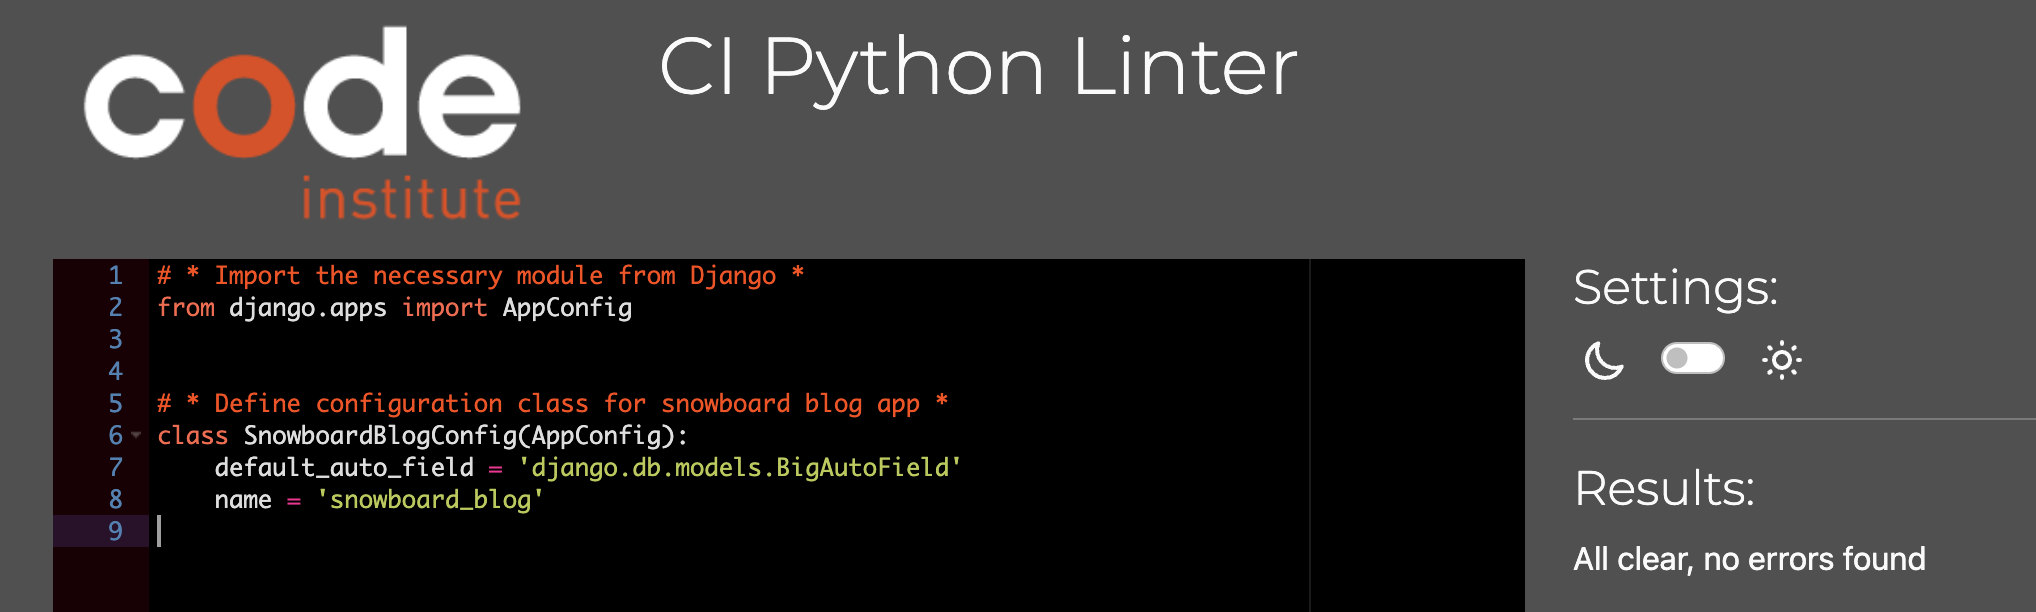 code
institute
CI Python Linter
1 # * Import the necessary module from Django *
2 from django.apps import AppConfig
3
4
5 # * Define configuration class for snowboard blog app *
6 class SnowboardBlogConfig(AppConfig):
7     default_auto_field = 'django.db.models.BigAutoField'
8     name = 'snowboard_blog'
9
Settings:
Results:
All clear, no errors found